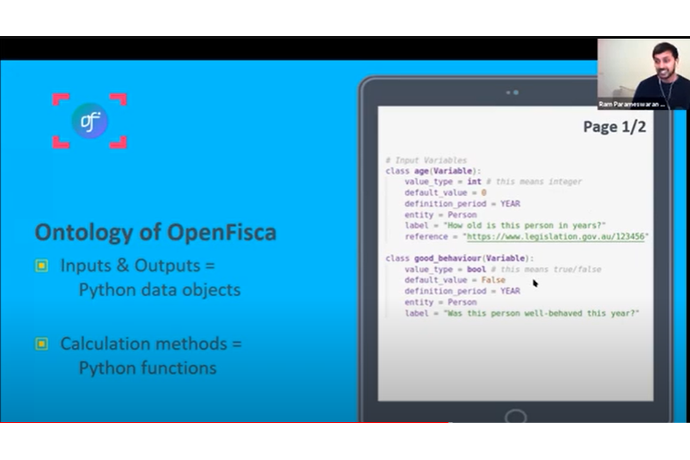 of
Ram Parameswaran ...
Page 1/2
Ontology of OpenFisca
Inputs & Outputs =
Python data objects
Calculation methods =
Python functions
# Input Variables
class age(Variable):
value_type = int # this means integer
default_value = 0
definition_period = YEAR
entity = Person
label = "How old is this person in years?"
reference = "https://www.legislation.gov.au/123456"
class good_behaviour(Variable):
value_type = bool # this means true/false
default_value = False
definition_period = YEAR
entity = Person
label = "Was this person well-behaved this year?"